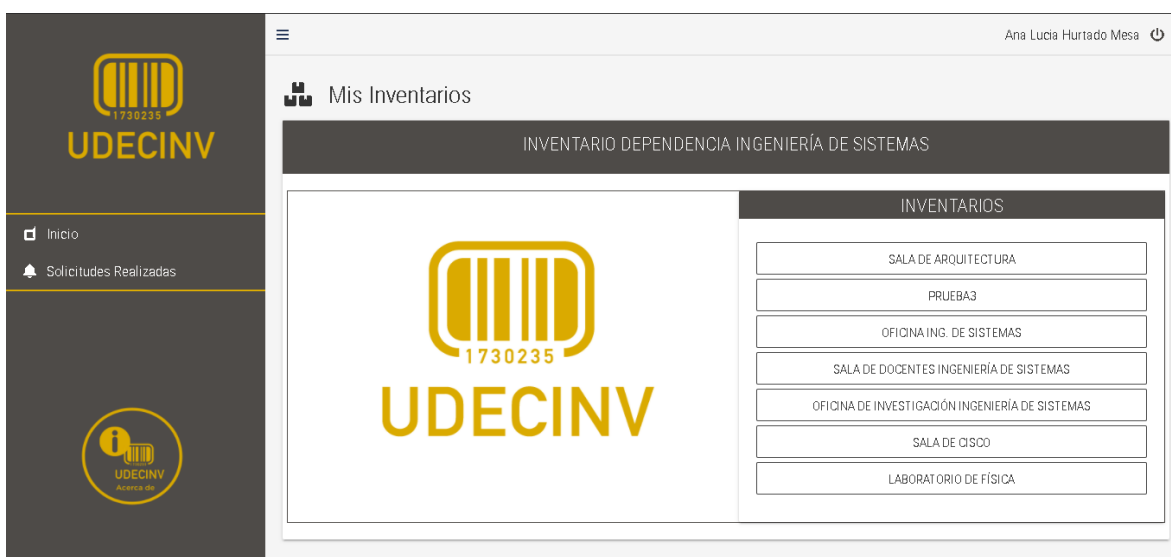 1730235
UDECINV
Inicio
Solicitudes Realizadas
UDECINV
Acerca de
Ana Lucia Hurtado Mesa
Mis Inventarios
INVENTARIO DEPENDENCIA INGENIERÍA DE SISTEMAS
1730235
UDECINV
INVENTARIOS
SALA DE ARQUITECTURA
PRUEBA3
OFICINA ING. DE SISTEMAS
SALA DE DOCENTES INGENIERÍA DE SISTEMAS
OFICINA DE INVESTIGACIÓN INGENIERÍA DE SISTEMAS
SALA DE CISCO
LABORATORIO DE FÍSICA